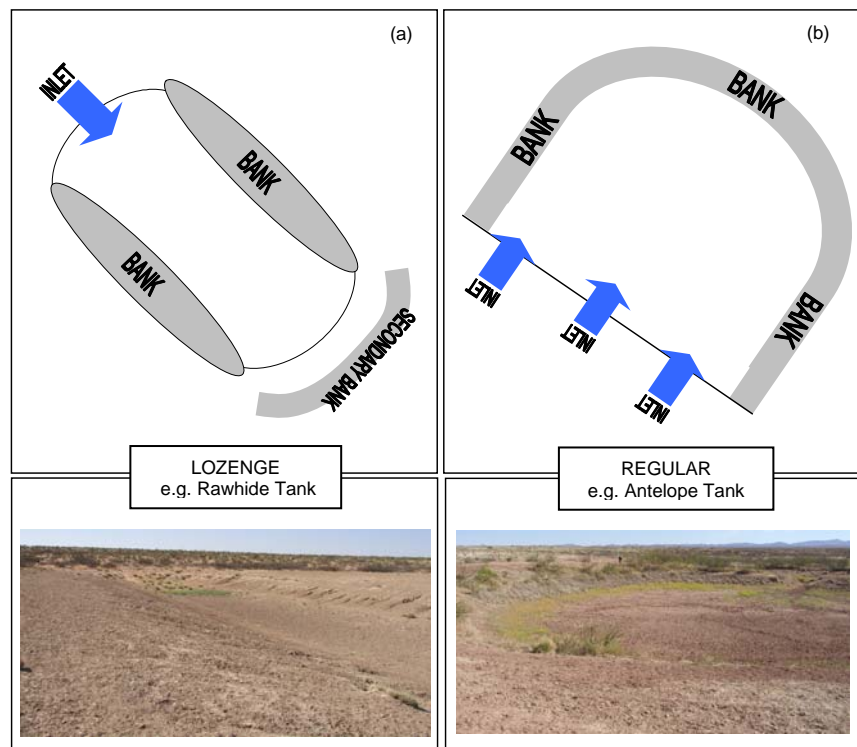 (a)
INLET
BANK
BANK
SECONDARY BANK
LOZENGE
e.g. Rawhide Tank
(b)
BANK
BANK
BANK
INLET
INLET
INLET
REGULAR
e.g. Antelope Tank